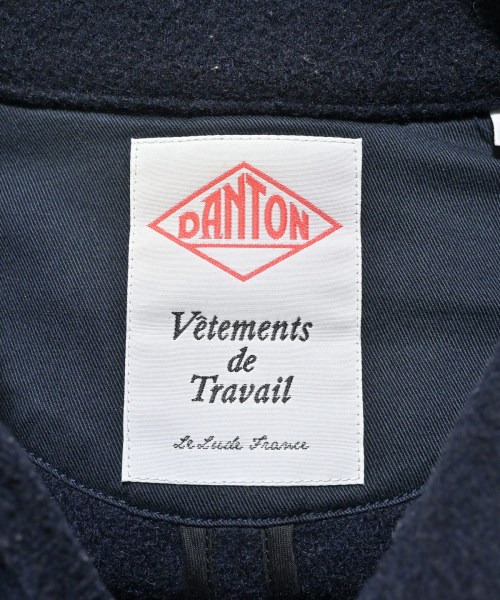 DANTON
Vêtements
de
Travail
Le Lude France